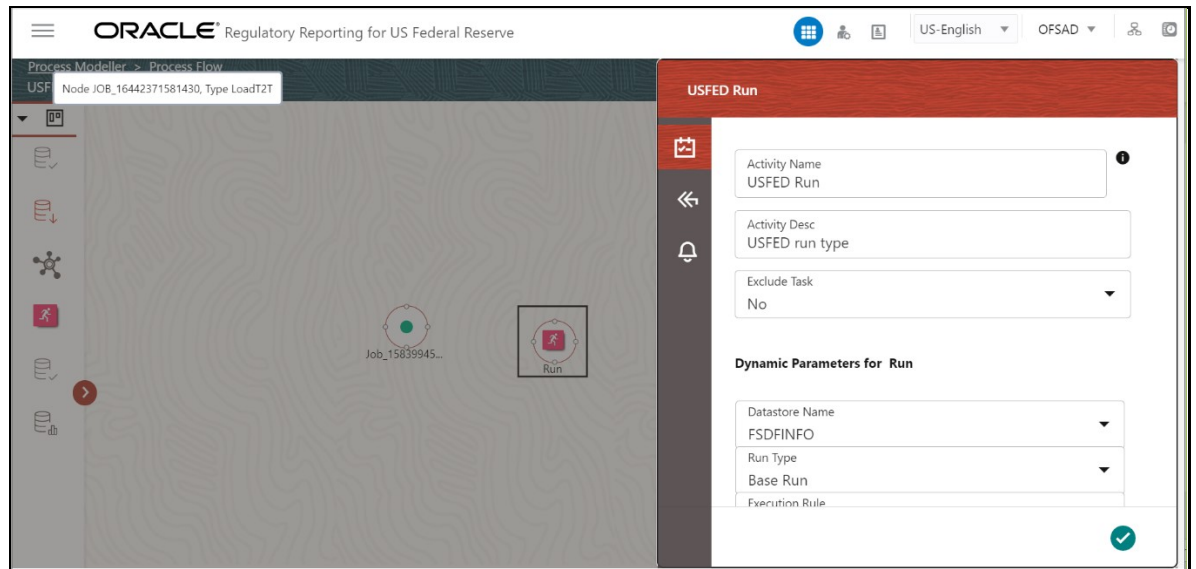 ORACLE® Regulatory Reporting for US Federal Reserve
US-English
OFSAD
Process Modeller > Process Flow
USF
Node JOB_16442371581430, Type LoadT2T
USFED Run
Activity Name
USFED Run
Activity Desc
USFED run type
Exclude Task
No
Job_15839945...
Run
Dynamic Parameters for Run
Datastore Name
FSDFINFO
Run Type
Base Run
Execution Rule